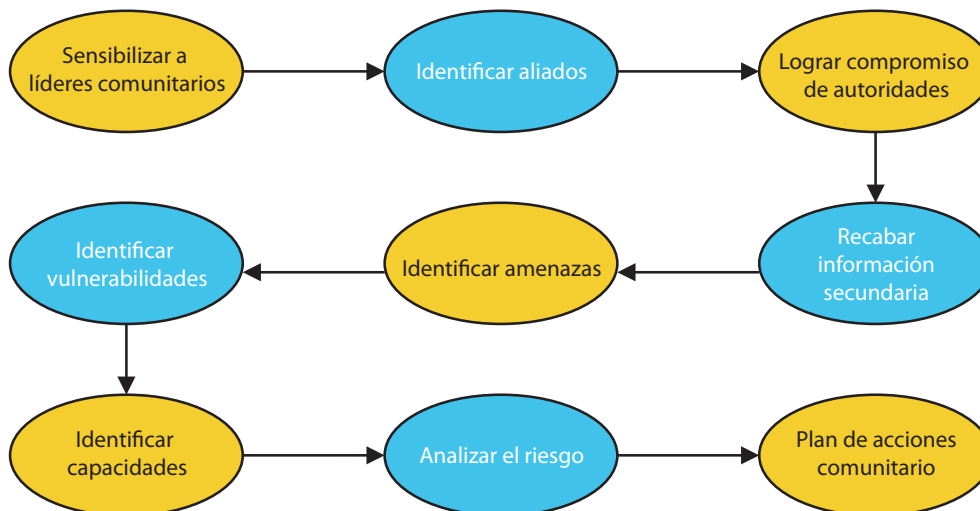 Sensibilizar a
líderes comunitarios
Identificar aliados
Lograr compromiso
de autoridades
Recabar
información
secundaria
Identificar amenazas
Identificar
vulnerabilidades
Identificar
capacidades
Analizar el riesgo
Plan de acciones
comunitario